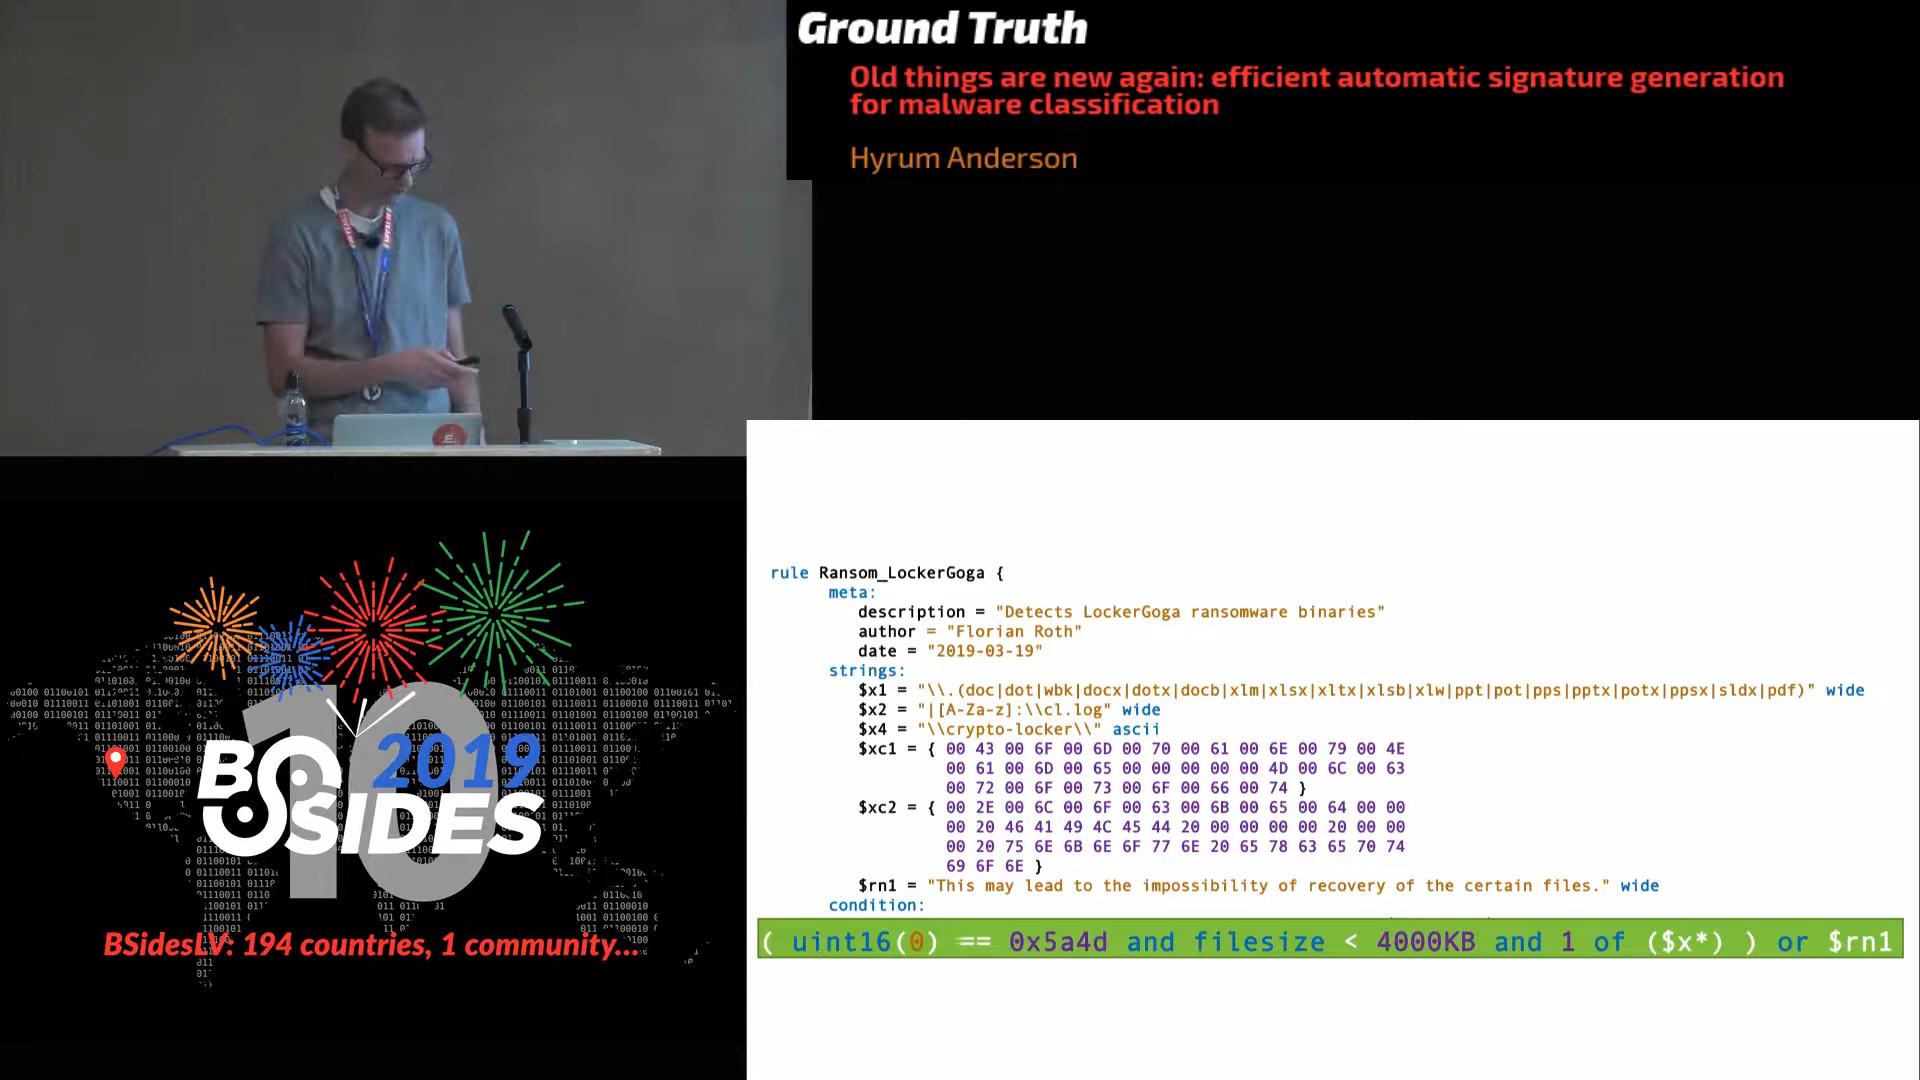 Ground Truth
Old things are new again: efficient automatic signature generation
for malware classification
Hyrum Anderson
rule Ransom_LockerGoga {
meta:
description = "Detects LockerGoga ransomware binaries"
author = "Florian Roth"
date = "2019-03-19"
strings:
$x1 = "\\.(doc|dot|wbk|docx|dotx|docb|xlm|xlsx|xltx|xlsb|xlw|ppt|pot|pps|pptx|potx|ppsx|sldx|pdf)" wide
$x2 = "|[A-Za-z]:\\cl.log" wide
$x4 = "\\crypto-locker\\" ascii
$xc1 = { 00 43 00 6F 00 6D 00 70 00 61 00 6E 00 79 00 4E
00 61 00 6D 00 65 00 00 00 00 00 4D 00 6C 00 63
00 72 00 6F 00 73 00 6F 00 66 00 74 }
$xc2 = { 00 2E 00 6C 00 6F 00 63 00 6B 00 65 00 64 00 00
00 20 46 41 49 4C 45 44 20 00 00 00 00 20 00 00
00 20 75 6E 6B 6E 6F 77 6E 20 65 78 63 65 70 74
69 6F 6E }
$rn1 = "This may lead to the impossibility of recovery of the certain files." wide
condition:
( uint16(0) == 0x5a4d and filesize < 4000KB and 1 of ($x*) ) or $rn1
10
2019
BSIDES
BSidesLV: 194 countries, 1 community...